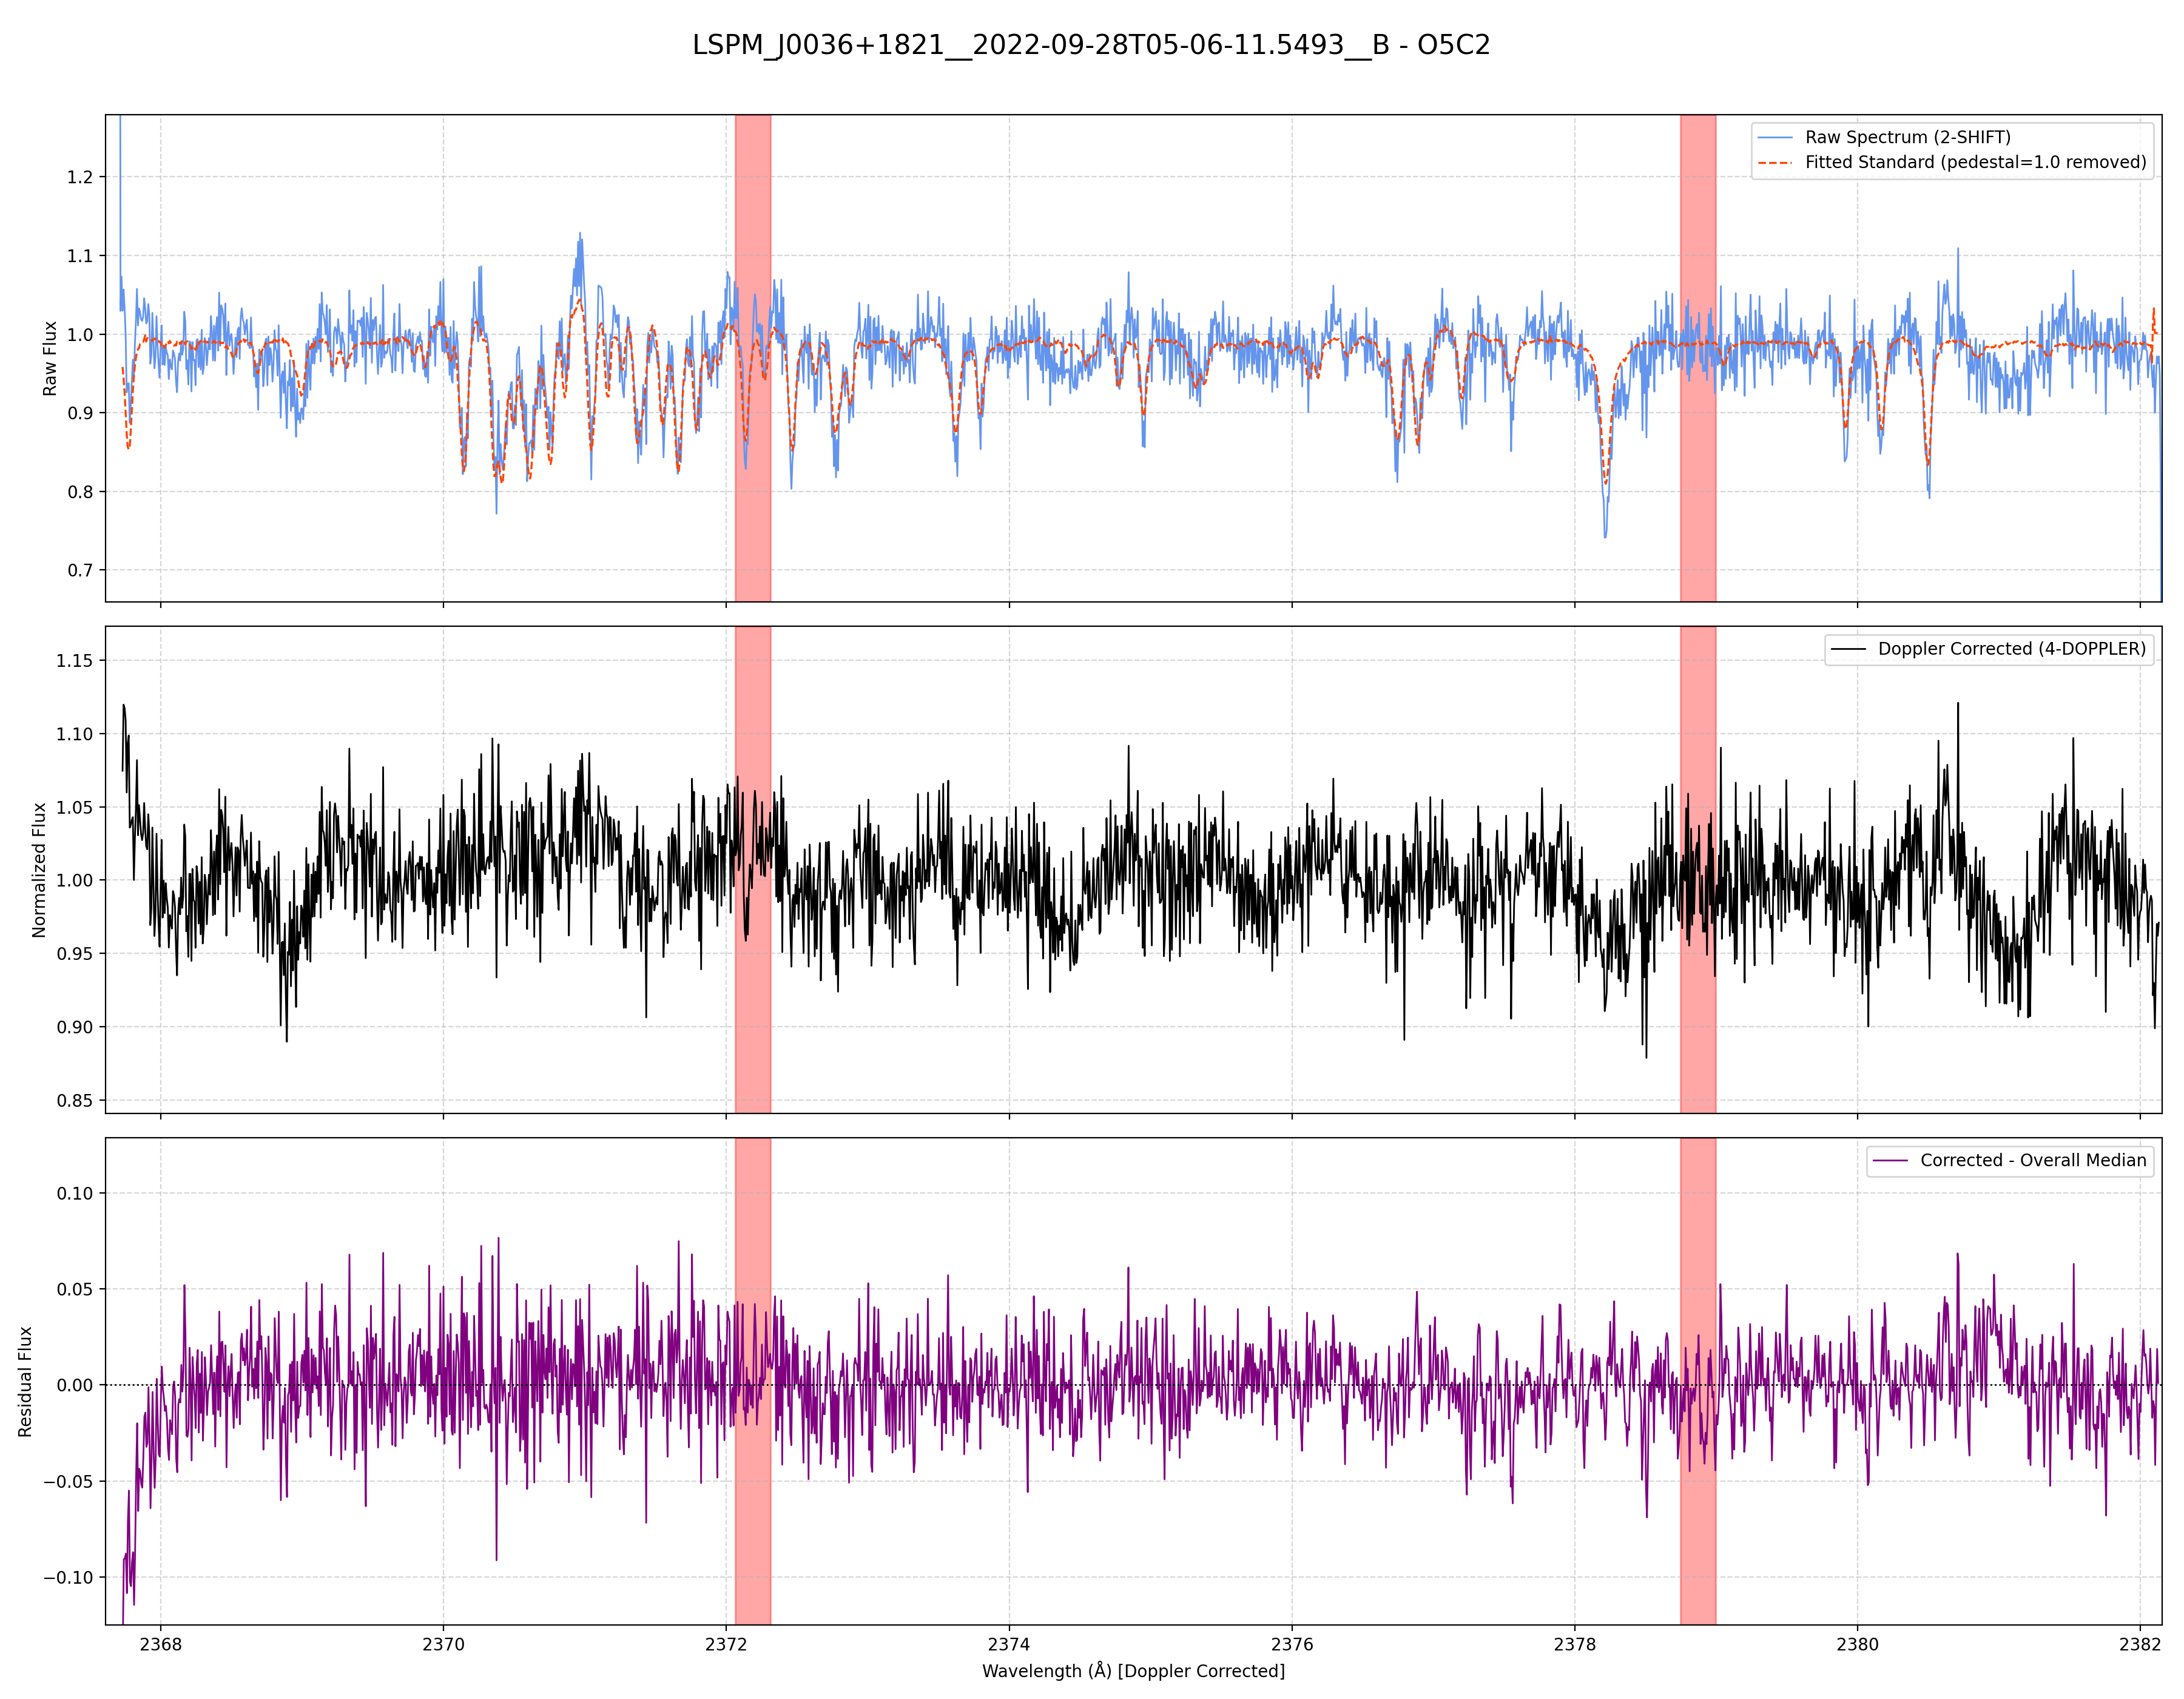 LSPM_J0036+1821__2022-09-28T05-06-11.5493__B - O5C2
Raw Spectrum (2-SHIFT)
Fitted Standard (pedestal=1.0 removed)
Raw Flux
1.2
1.1
1.0
0.9
0.8
0.7
Doppler Corrected (4-DOPPLER)
Normalized Flux
1.15
1.10
1.05
1.00
0.95
0.90
0.85
Corrected - Overall Median
Residual Flux
0.10
0.05
0.00
−0.05
−0.10
2368 2370 2372 2374 2376 2378 2380 2382
Wavelength (Å) [Doppler Corrected]